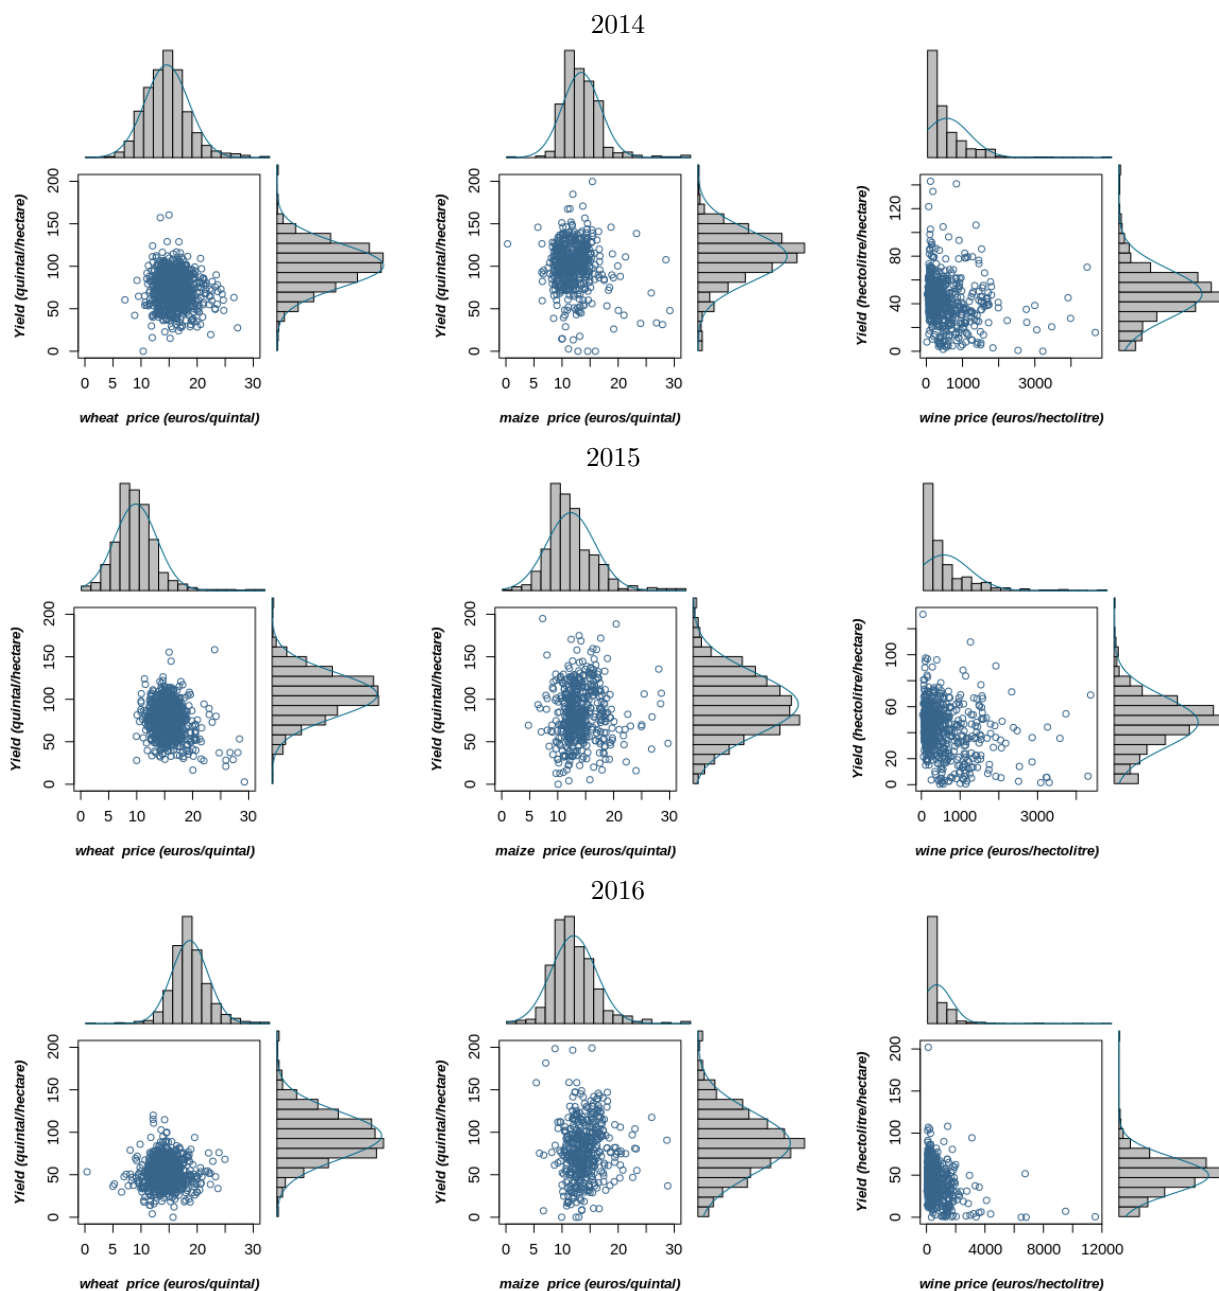 2014
Yield (quintal//hectare)
0 50 100 150 200
0 5 10 20 30
wheat price (euros/quintal)
Yield (quintal//hectare)
0 50 100 150 200
0 5 10 20 30
maize price (euros/quintal)
Yield (hectolitre/hectare)
0 40 80 120
0 1000 3000
wine price (euros/hectolitre)
2015
Yield (quintal//hectare)
0 50 100 150 200
0 5 10 20 30
wheat price (euros/quintal)
Yield (quintal//hectare)
0 50 100 150 200
0 5 10 20 30
maize price (euros/quintal)
Yield (hectolitre/hectare)
0 20 60 100
0 1000 3000
wine price (euros/hectolitre)
2016
Yield (quintal//hectare)
0 50 100 150 200
0 5 10 20 30
wheat price (euros/quintal)
Yield (quintal//hectare)
0 50 100 150 200
0 5 10 20 30
maize price (euros/quintal)
Yield (hectolitre/hectare)
0 50 100 150 200
0 4000 8000 12000
wine price (euros/hectolitre)